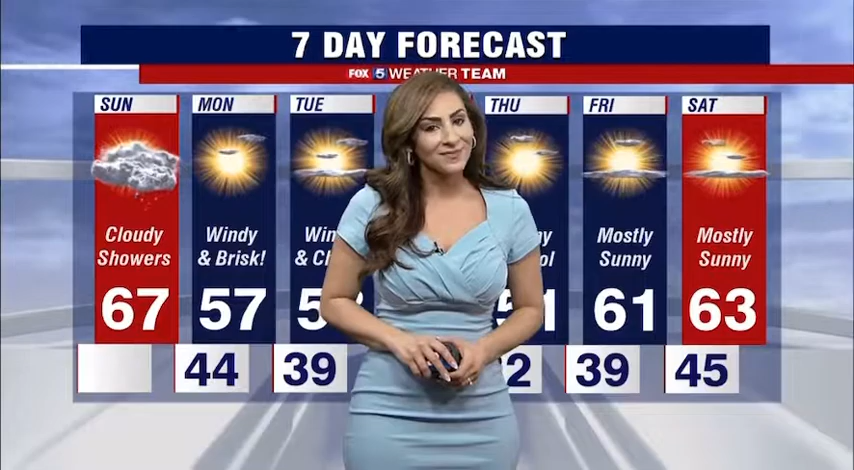 7 DAY FORECAST
FOX 5 WEATHER TEAM
SUN MON TUE THU FRI SAT
Cloudy Windy Mostly Mostly
Showers & Brisk! Sunny Sunny
67 57 61 63
44 39 39 45